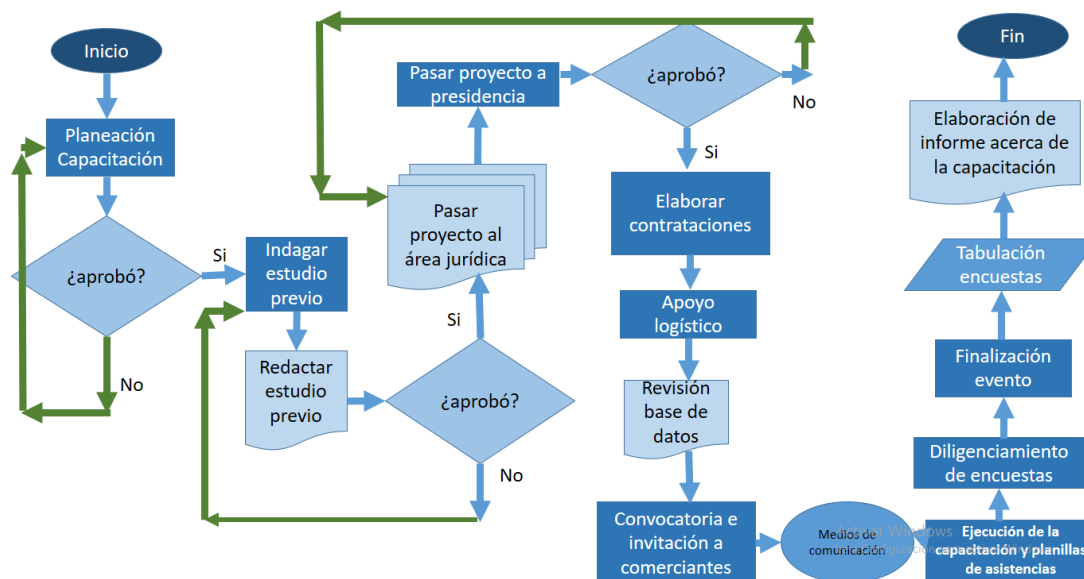 Inicio
Planeación
Capacitación
¿aprobó?
Si
No
Indagar
estudio
previo
Redactar
estudio
previo
¿aprobó?
Si
No
Pasar
proyecto al
área jurídica
Pasar proyecto a
presidencia
¿aprobó?
No
Si
Elaborar
contrataciones
Apoyo
logístico
Revisión
base de
datos
Convocatoria e
invitación a
comerciantes
Medios de
comunicación
Activar Windows
Ejecución de la
capacitación y planillas
de asistencias
Diligenciamiento
de encuestas
Finalización
evento
Tabulación
encuestas
Elaboración de
informe acerca de
la capacitación
Fin